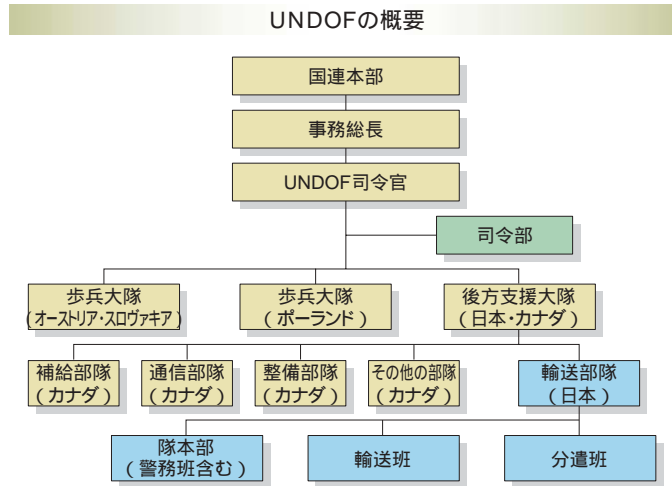 UNDOFの概要
国連本部
事務総長
UNDOF司令官
司令部
歩兵大隊
(オーストリア・スロヴァキア)
歩兵大隊
(ポーランド)
後方支援大隊
(日本・カナダ)
補給部隊
(カナダ)
通信部隊
(カナダ)
整備部隊
(カナダ)
その他の部隊
(カナダ)
輸送部隊
(日本)
隊本部
(警務班含む)
輸送班
分遣班